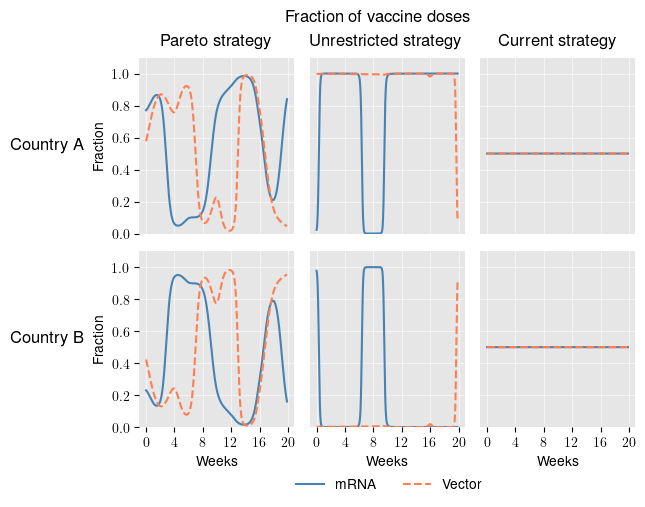 Fraction of vaccine doses
Pareto strategy Unrestricted strategy Current strategy
Country A
Fraction
1.0
0.8
0.6
0.4
0.2
0.0
Country B
Fraction
1.0
0.8
0.6
0.4
0.2
0.0
0 4 8 12 16 20 0 4 8 12 16 20 0 4 8 12 16 20
Weeks Weeks Weeks
mRNA Vector